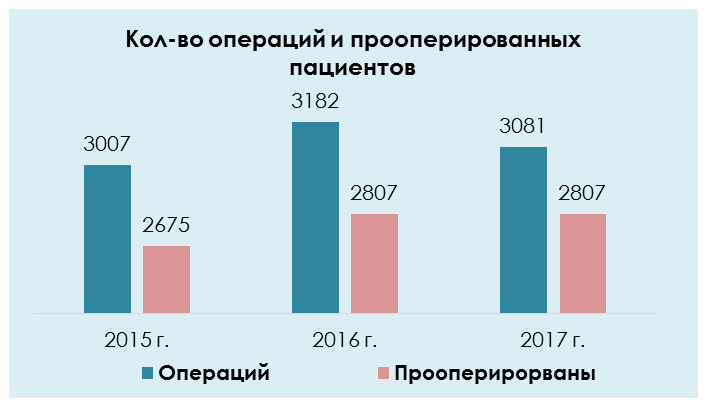 Кол-во операций и прооперированных
пациентов
3007
2675
3182
2807
3081
2807
2015 г.
2016 г.
2017 г.
Операций
Прооперирорваны